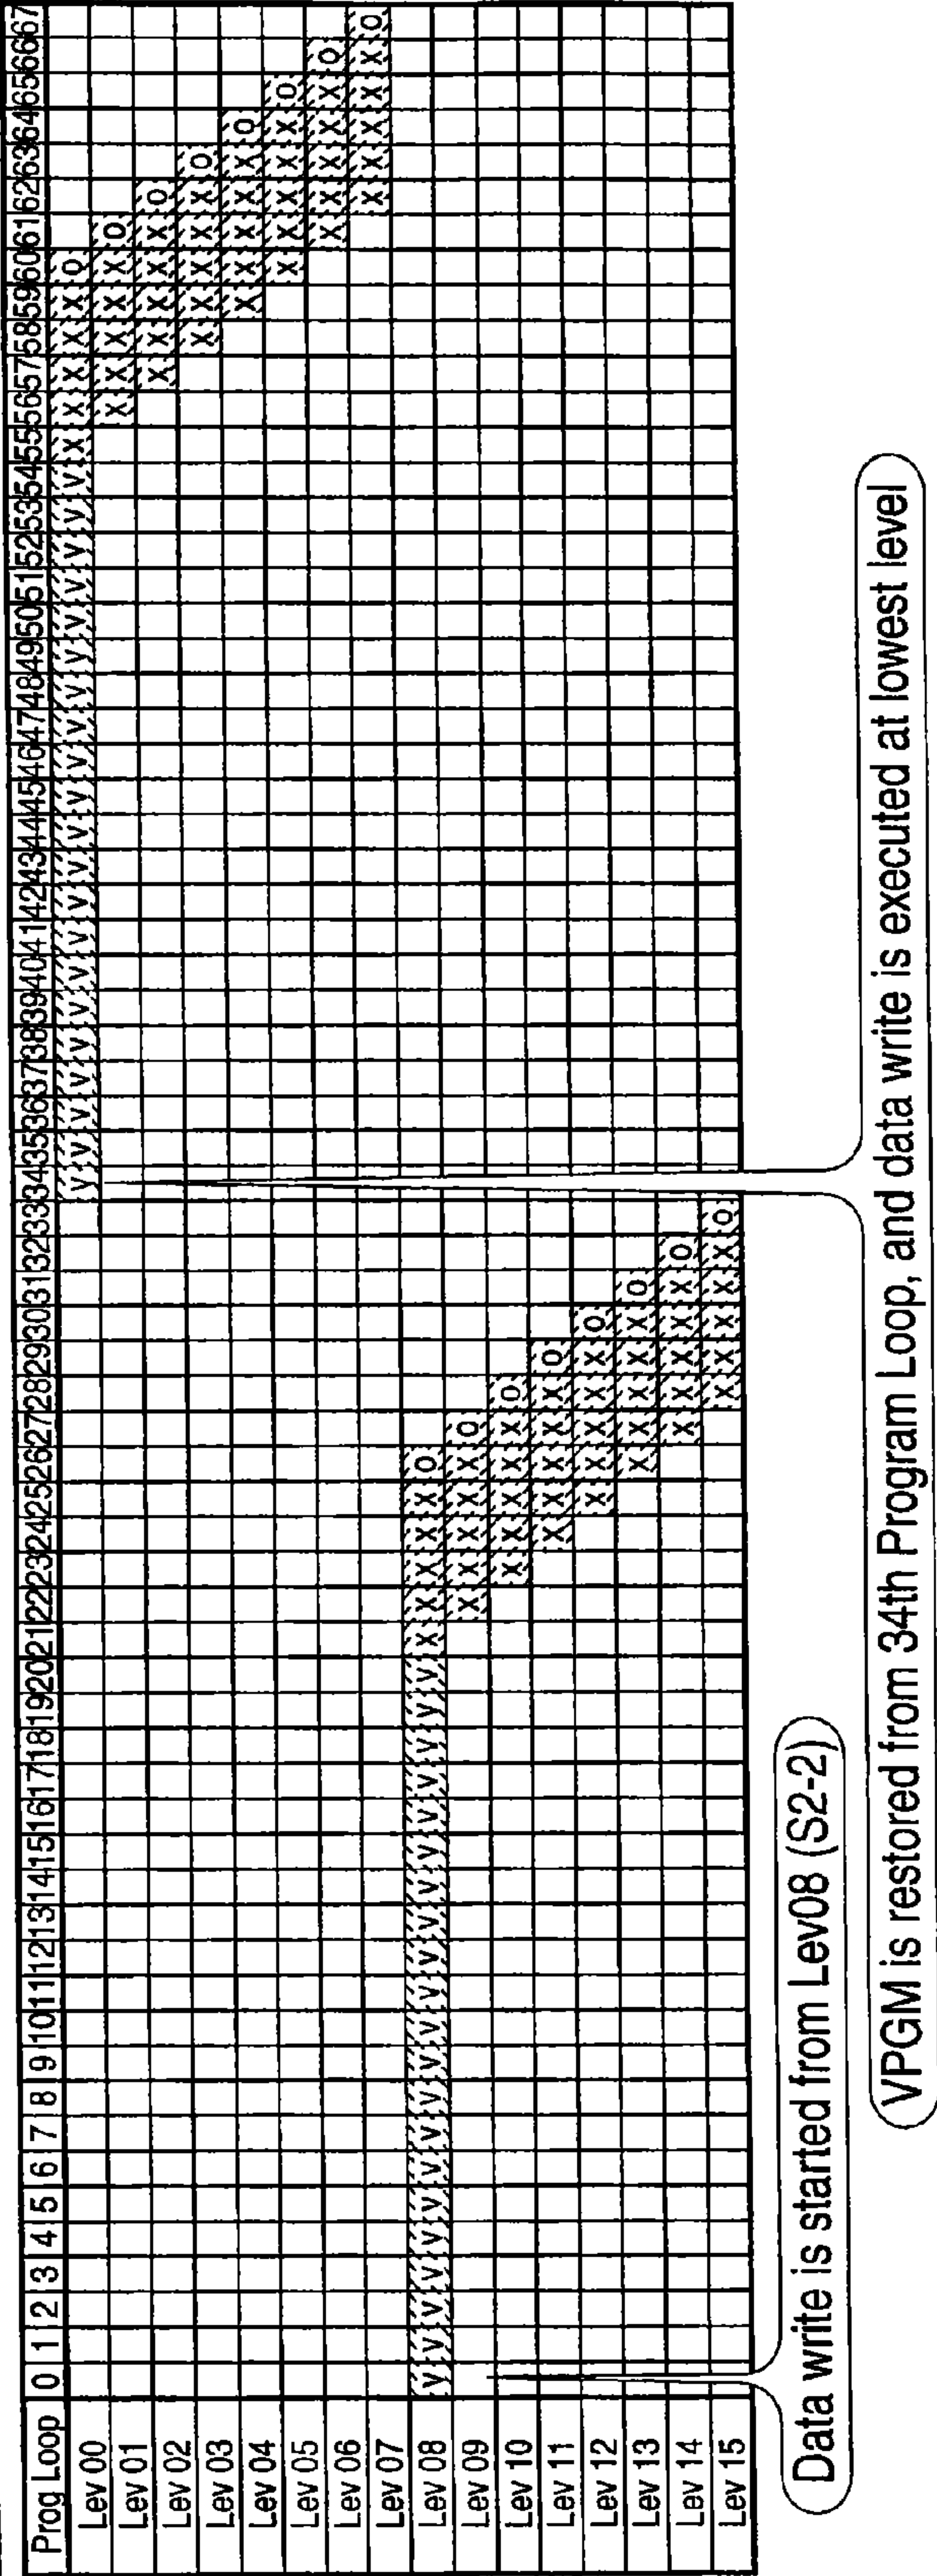 Prog Loop 0 1 2 3 4 5 6 7 8 9 10 11 12 13 14 15 16 17 18 19 20 21 22 23 24 25 26 27 28 29 30 31 32 33 34 35 36 37 38 39 40 41 42 43 44 45 46 47 48 49 50 51 52 53 54 55 56 57 58 59 60 61 62 63 64 65 66 67
Lev 00 V V V V V V V V V V V V V V V V V V V V V X X X X X O
Lev 01 X X X X X O
Lev 02 X X X X X O
Lev 03 X X X X X O
Lev 04 X X X X X O
Lev 05 X X X X X O
Lev 06 X X X X X O
Lev 07 X X X X X O
Lev 08 V V V V V V V V V V V V V V V V V V V V V X X X X X O
Lev 09 X X X X X O
Lev 10 X X X X X O
Lev 11 X X X X X O
Lev 12 X X X X X O
Lev 13 X X X X X O
Lev 14 X X X X X O
Lev 15 X X X X X O
Data write is started from Lev08 (S2-2)
VPGM is restored from 34th Program Loop, and data write is executed at lowest level